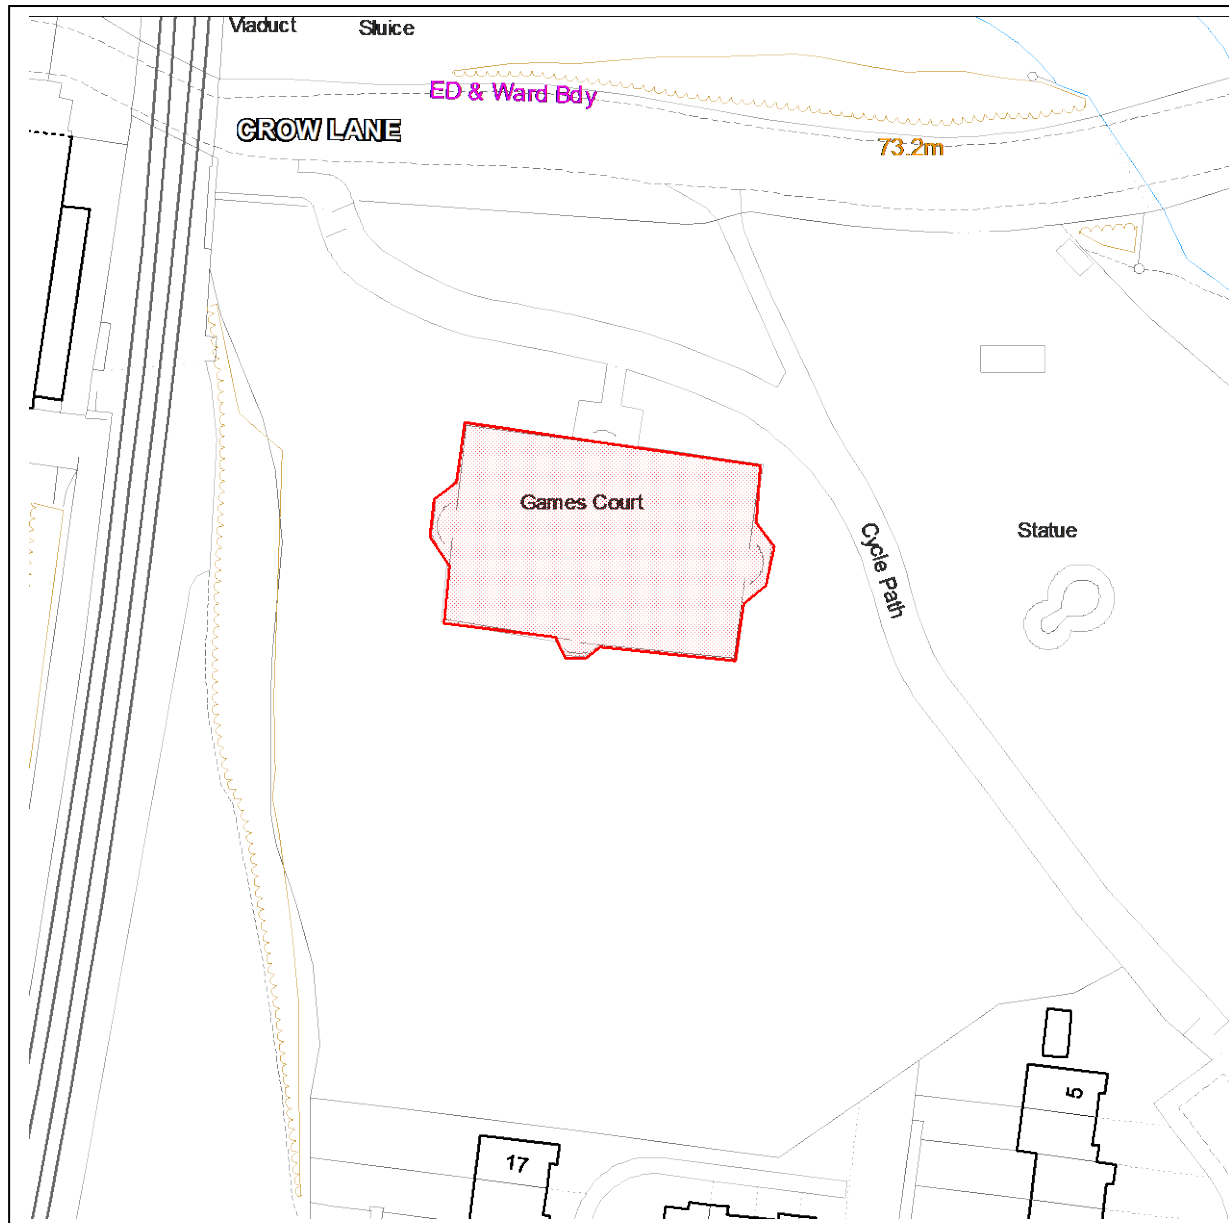 Viaduct
Sluice
ED & Ward Bdy
CROW LANE
73.2m
Games Court
Statue
Cycle Path
5
17